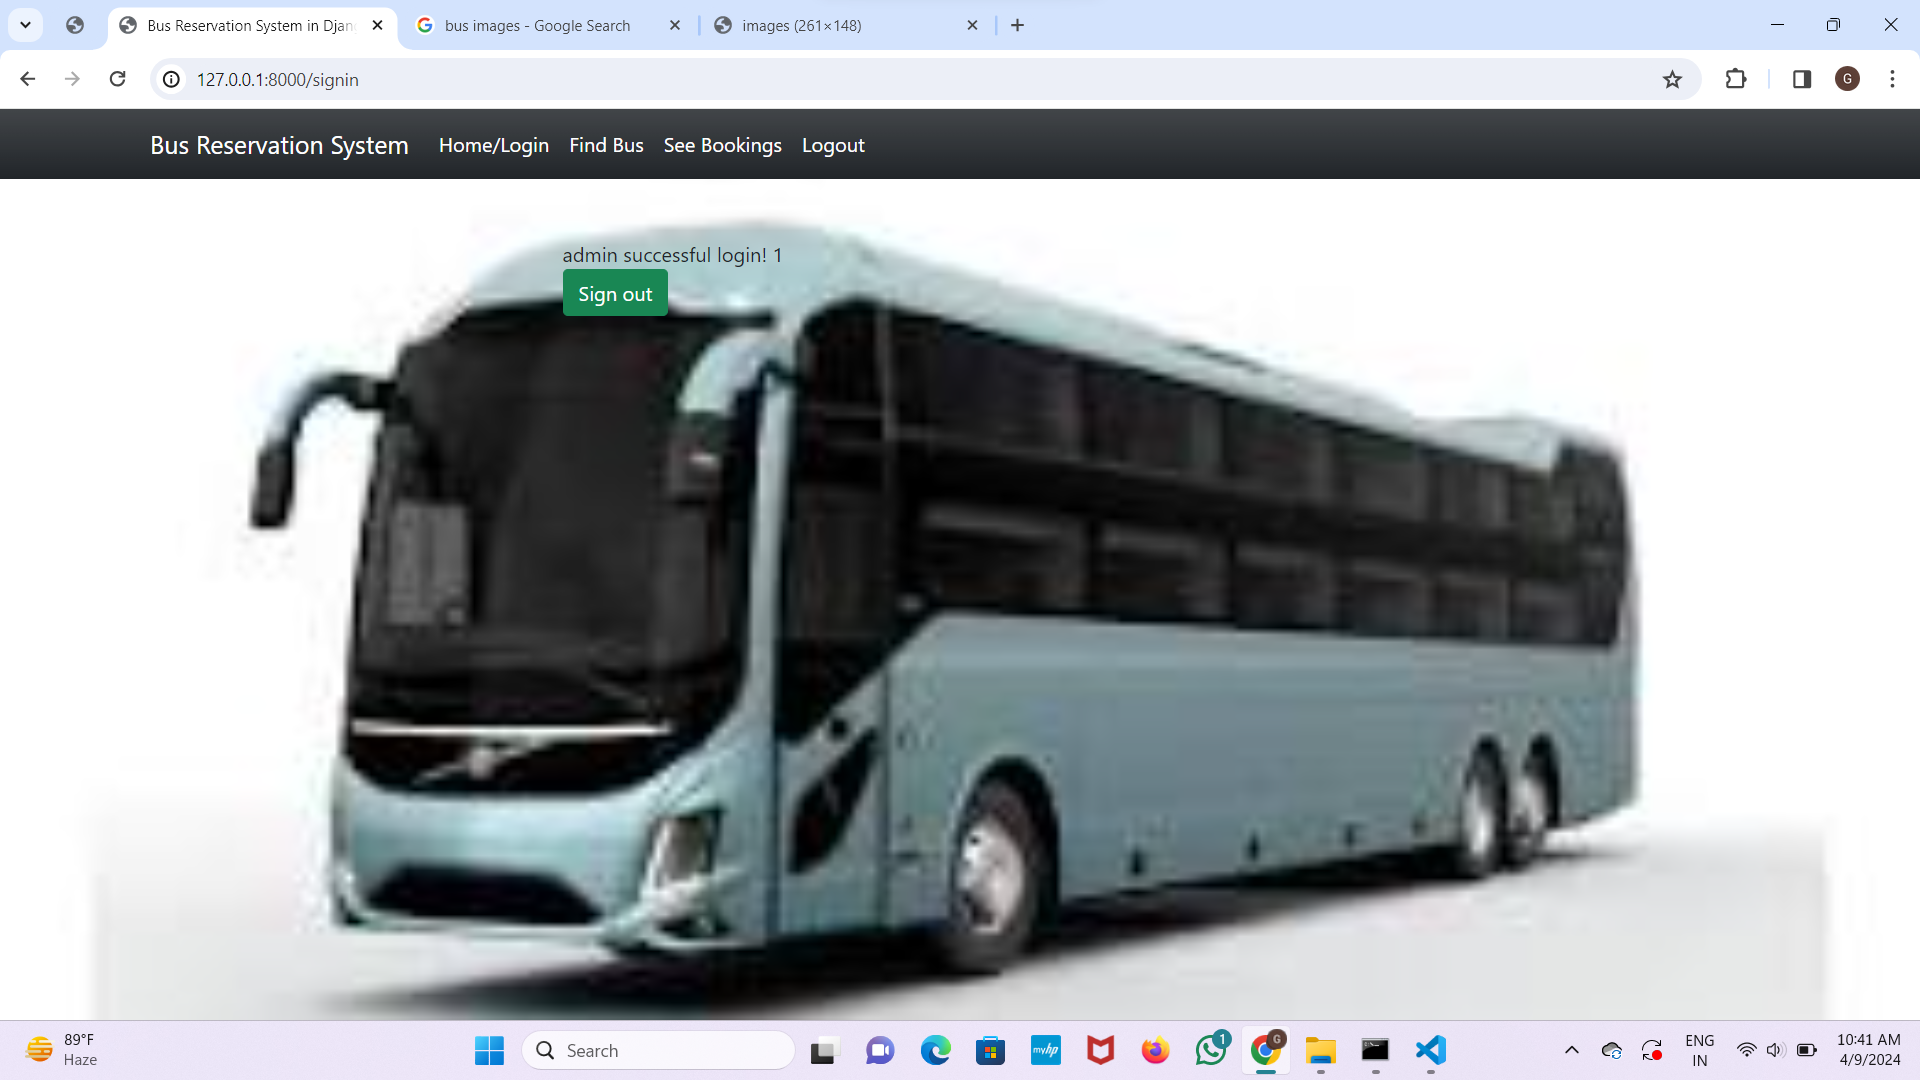 Bus Reservation System in Djan
bus images - Google Search
images (261×148)
127.0.0.1:8000/signin
G
Bus Reservation System
Home/Login
Find Bus
See Bookings
Logout
admin successful login! 1
Sign out
89°F
Haze
Search
myhp
1
G
ENG
IN
10:41 AM
4/9/2024